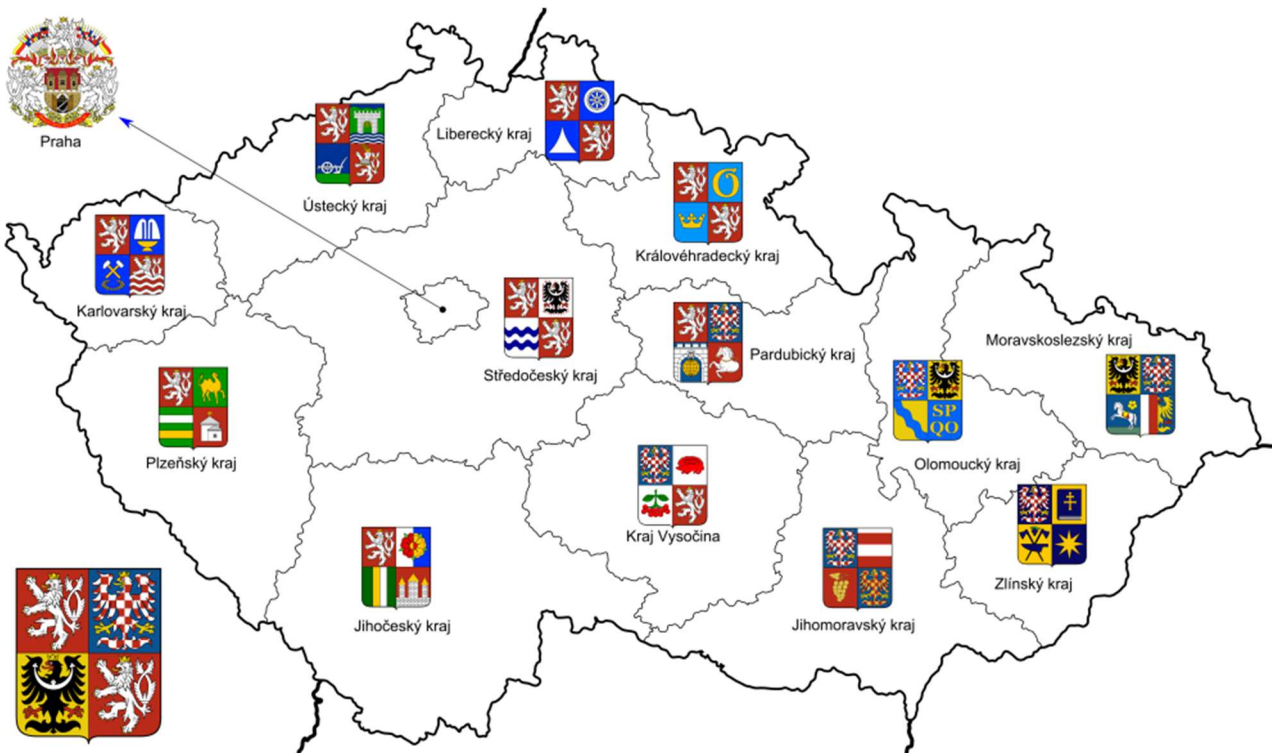 Praha
Liberecký kraj
Ústecký kraj
Královéhradecký kraj
Karlovarský kraj
Moravskoslezský kraj
Pardubický kraj
Středočeský kraj
Plzeňský kraj
SP
QO
Olomoucký kraj
Kraj Vysočina
Zlínský kraj
Jihočeský kraj
Jihomoravský kraj